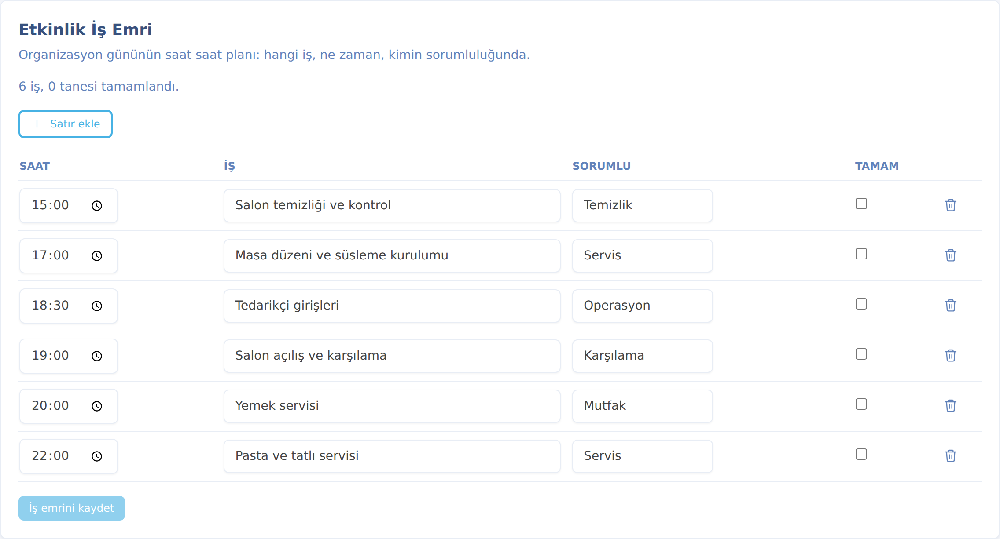 Etkinlik İş Emri
Organizasyon gününün saat saat planı: hangi iş, ne zaman, kimin sorumluluğunda.
6 iş, 0 tanesi tamamlandı.
+ Satır ekle
SAAT İŞ SORUMLU TAMAM
15:00 Salon temizliği ve kontrol Temizlik
17:00 Masa düzeni ve süsleme kurulumu Servis
18:30 Tedarikçi girişleri Operasyon
19:00 Salon açılış ve karşılama Karşılama
20:00 Yemek servisi Mutfak
22:00 Pasta ve tatlı servisi Servis
İş emrini kaydet